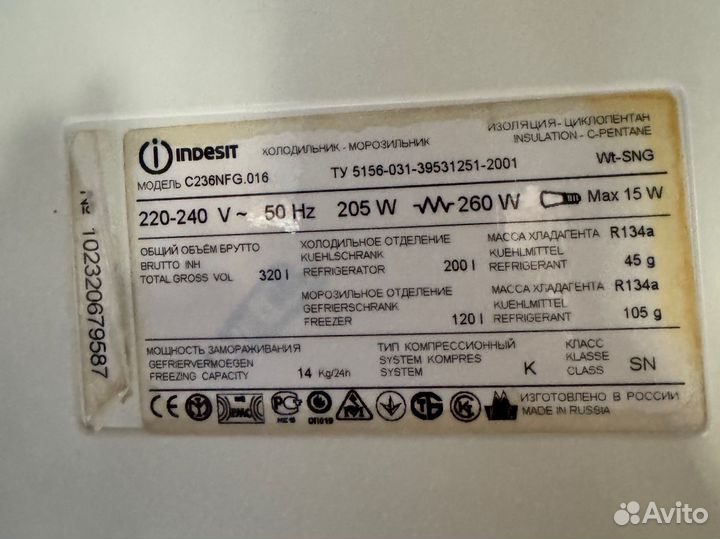 indesit
ХОЛОДИЛЬНИК - МОРОЗИЛЬНИК
ИЗОЛЯЦИЯ- ЦИКЛОПЕНТАН
INSULATION - C-PENTANE
МОДЕЛЬ C236NFG.016
ТУ 5156-031-39531251-2001
Wt-SNG
220-240 V ~ 50 Hz 205 W 260 W Max 15 W
ОБЩИЙ ОБЪЁМ БРУТТО
BRUTTO INH
TOTAL GROSS VOL 320 l
ХОЛОДИЛЬНОЕ ОТДЕЛЕНИЕ
KUEHLSCHRANK
REFRIGERATOR 200 l
МАССА ХЛАДАГЕНТА R134a
KUEHLMITTEL
REFRIGERANT 45 g
МОРОЗИЛЬНОЕ ОТДЕЛЕНИЕ
GEFRIERSCHRANK
FREEZER 120 l
МАССА ХЛАДАГЕНТА R134a
KUEHLMITTEL
REFRIGERANT 105 g
МОЩНОСТЬ ЗАМОРАЖИВАНИЯ
GEFRIERVERMOEGEN
FREEZING CAPACITY 14 Kg/24h
ТИП КОМПРЕССИОННЫЙ
SYSTEM KOMPRES
SYSTEM K
КЛАСС
KLASSE
CLASS SN
CE
ИЗГОТОВЛЕНО В РОССИИ
MADE IN RUSSIA
№ 102320679587
Avito